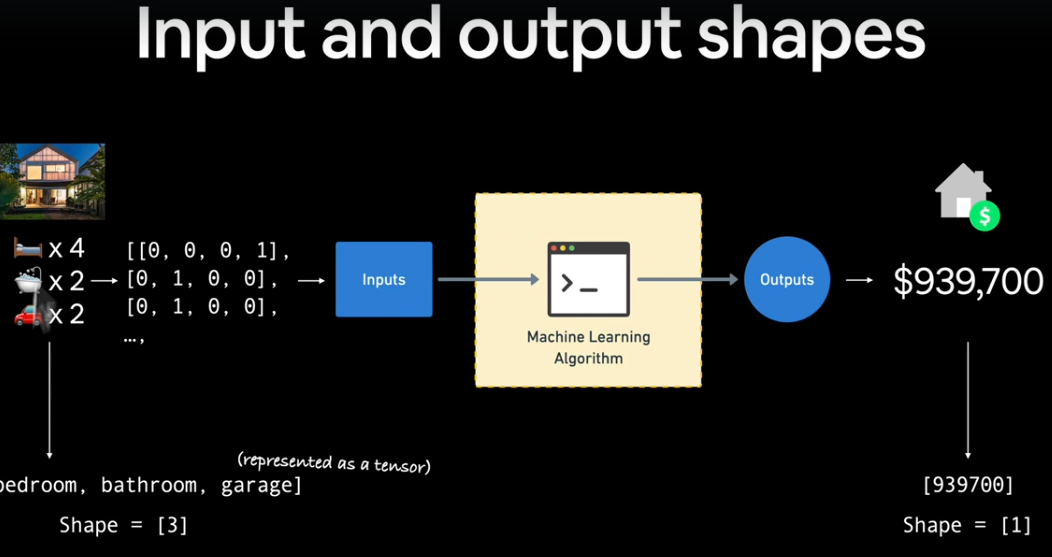 Input and output shapes
x 4
x 2
x 2
[[0, 0, 0, 1],
[0, 1, 0, 0],
[0, 1, 0, 0],
…,
Inputs
>_
Machine Learning
Algorithm
Outputs
$
$939,700
(represented as a tensor)
bedroom, bathroom, garage]
Shape = [3]
[939700]
Shape = [1]